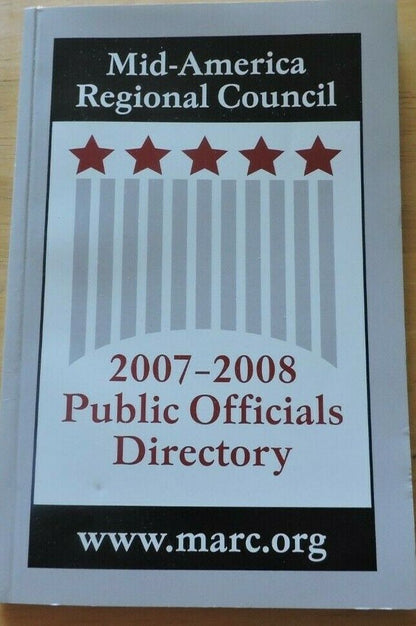 Mid-America
Regional Council
2007-2008
Public Officials
Directory
www.marc.org